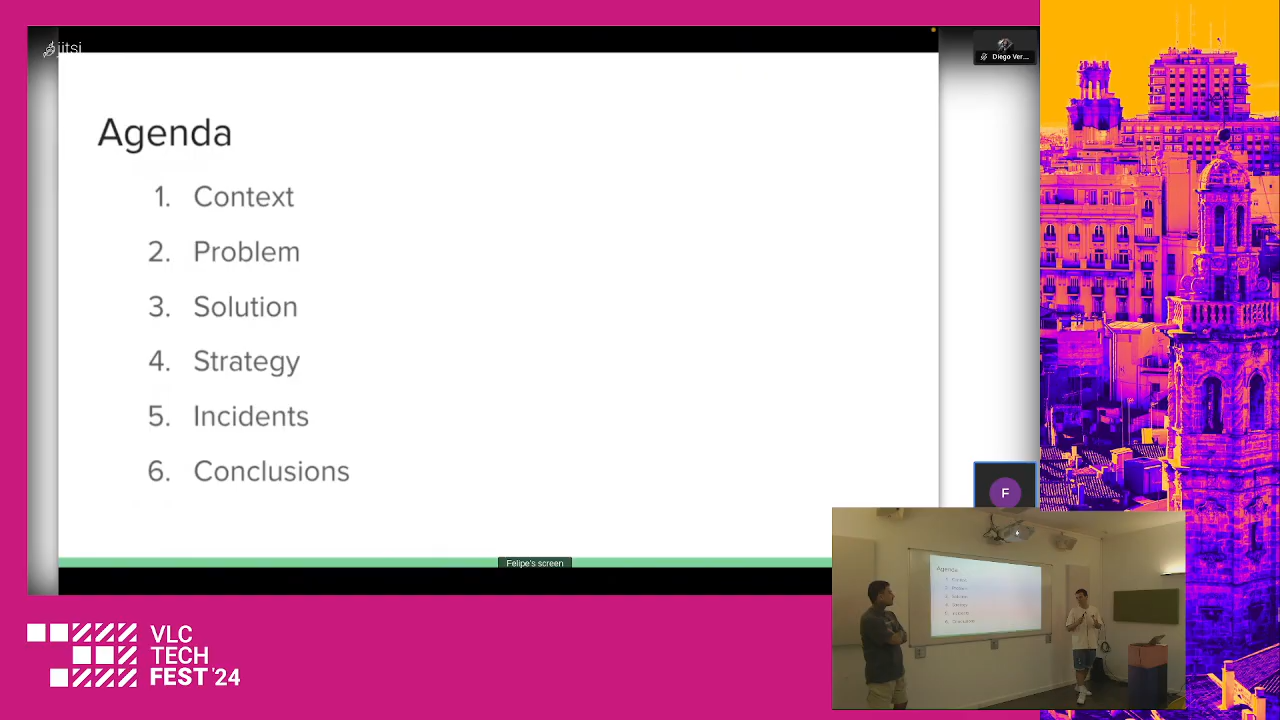 jitsi
Diego Ver...
Agenda
1. Context
2. Problem
3. Solution
4. Strategy
5. Incidents
6. Conclusions
F
Felipe's screen
Agenda
VLC
TECH
FEST '24